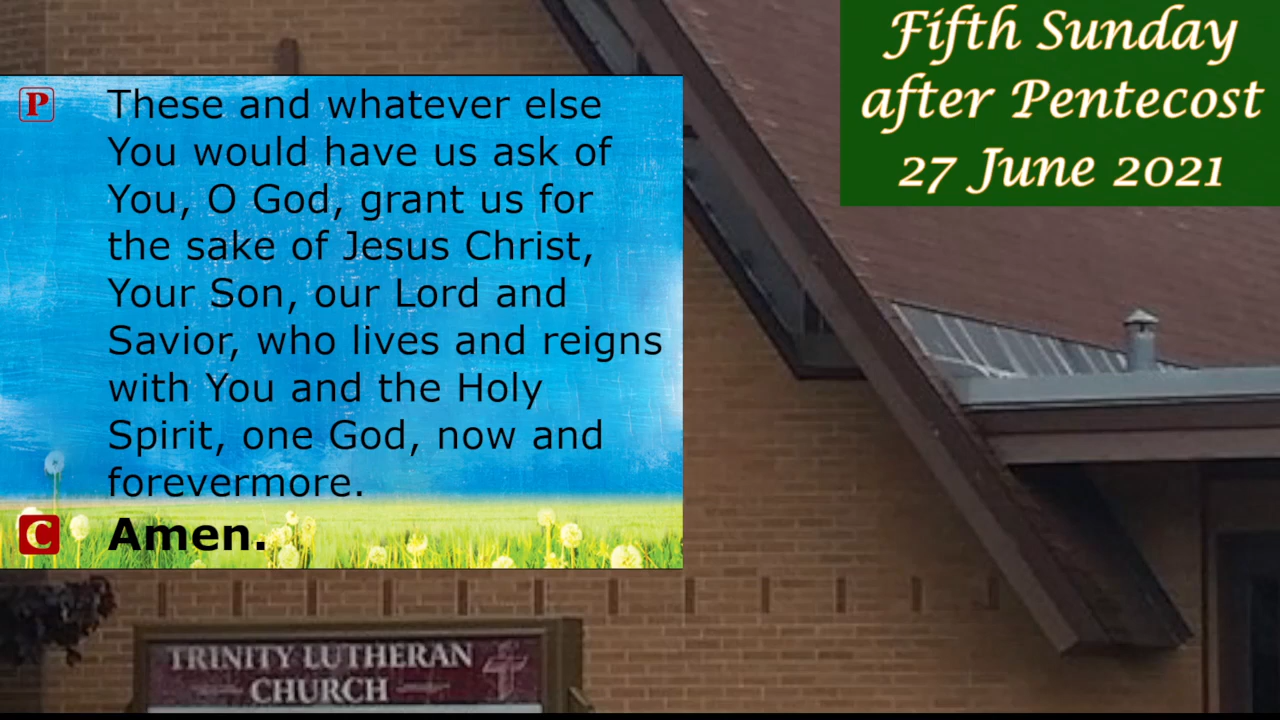 Fifth Sunday
after Pentecost
27 June 2021
P These and whatever else
You would have us ask of
You, O God, grant us for
the sake of Jesus Christ,
Your Son, our Lord and
Savior, who lives and reigns
with You and the Holy
Spirit, one God, now and
forevermore.
C Amen.
TRINITY LUTHERAN
CHURCH